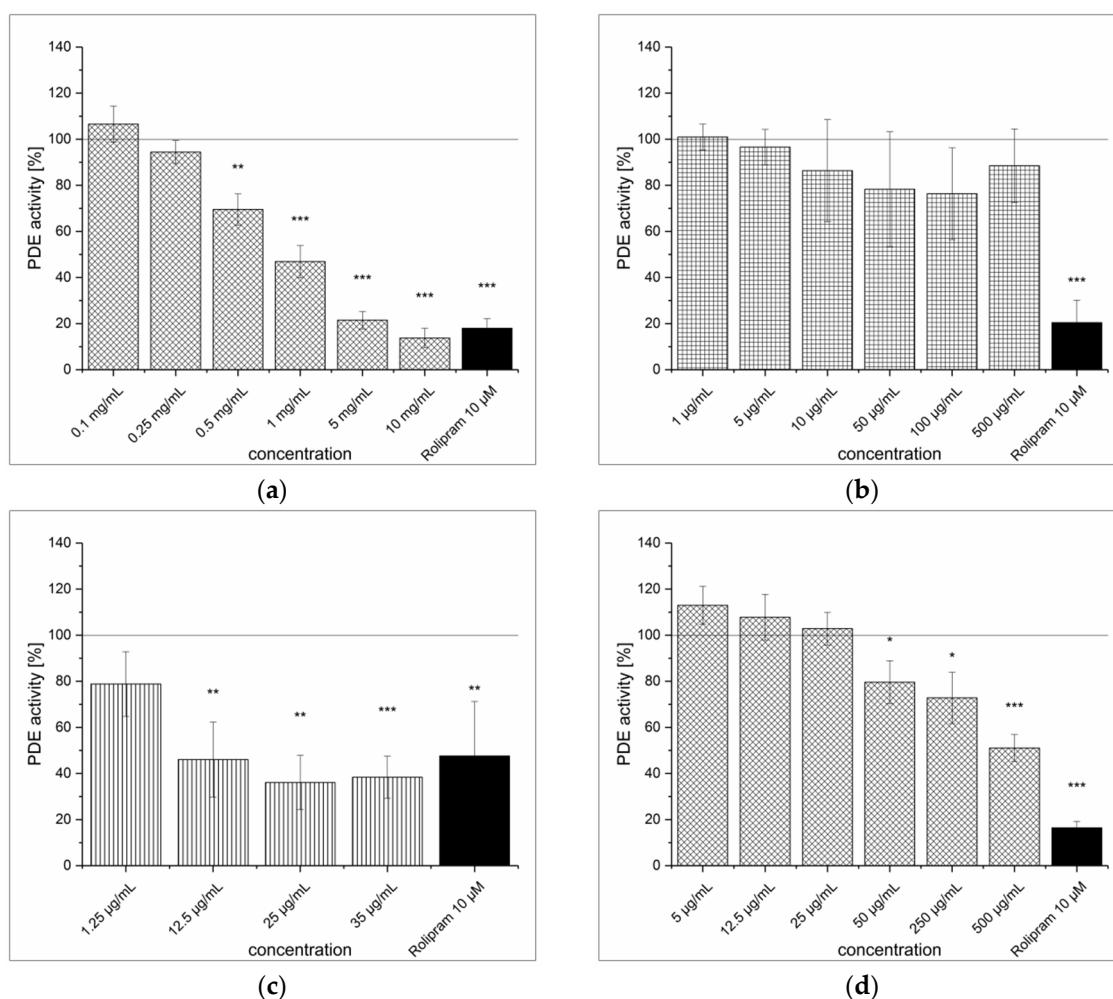 140
120
100
80
60
40
20
0
PDE activity [%]
**
***
***
***
***
0.1 mg/mL
0.25 mg/mL
0.5 mg/mL
1 mg/mL
5 mg/mL
10 mg/mL
Rolipram 10 µM
concentration
(a)
140
120
100
80
60
40
20
0
PDE activity [%]
***
1 µg/mL
5 µg/mL
10 µg/mL
50 µg/mL
100 µg/mL
500 µg/mL
Rolipram 10 µM
concentration
(b)
140
120
100
80
60
40
20
0
PDE activity [%]
**
**
***
**
1.25 µg/mL
12.5 µg/mL
25 µg/mL
35 µg/mL
Rolipram 10 µM
concentration
(c)
140
120
100
80
60
40
20
0
PDE activity [%]
*
*
***
***
5 µg/mL
12.5 µg/mL
25 µg/mL
50 µg/mL
250 µg/mL
500 µg/mL
Rolipram 10 µM
concentration
(d)